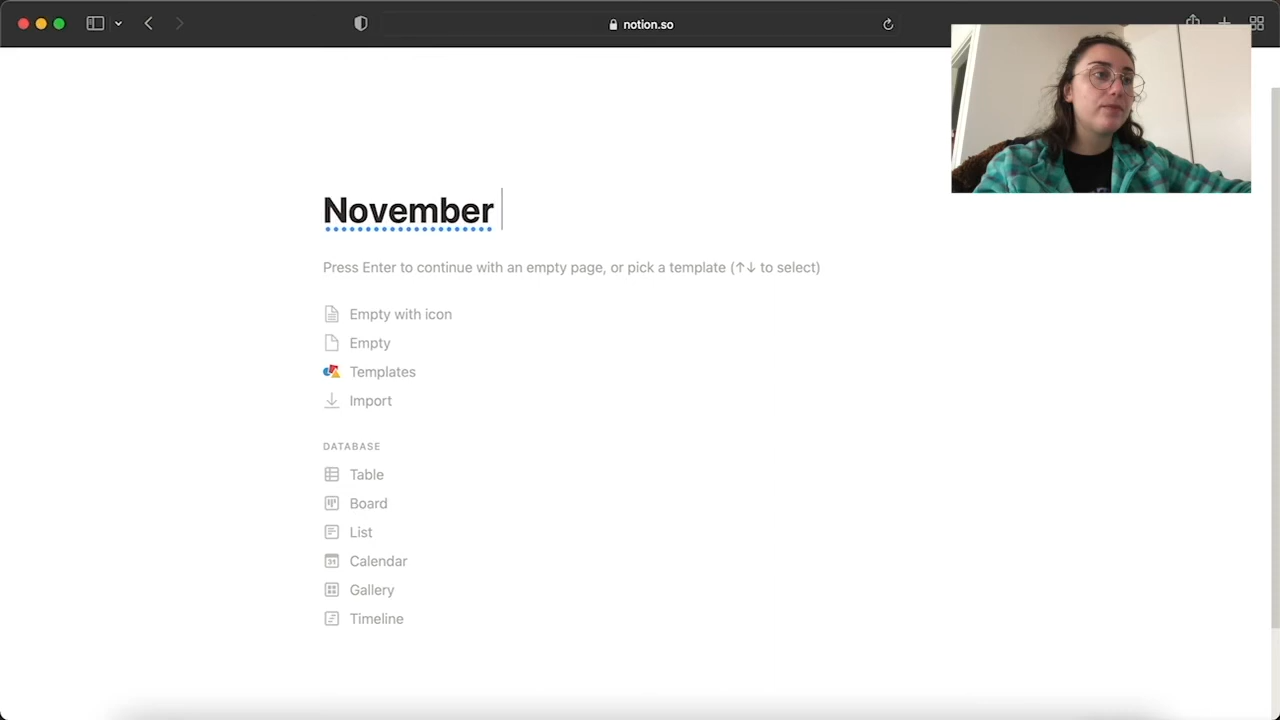 notion.so
November
Press Enter to continue with an empty page, or pick a template (↑↓ to select)
Empty with icon
Empty
Templates
Import
DATABASE
Table
Board
List
31 Calendar
Gallery
Timeline